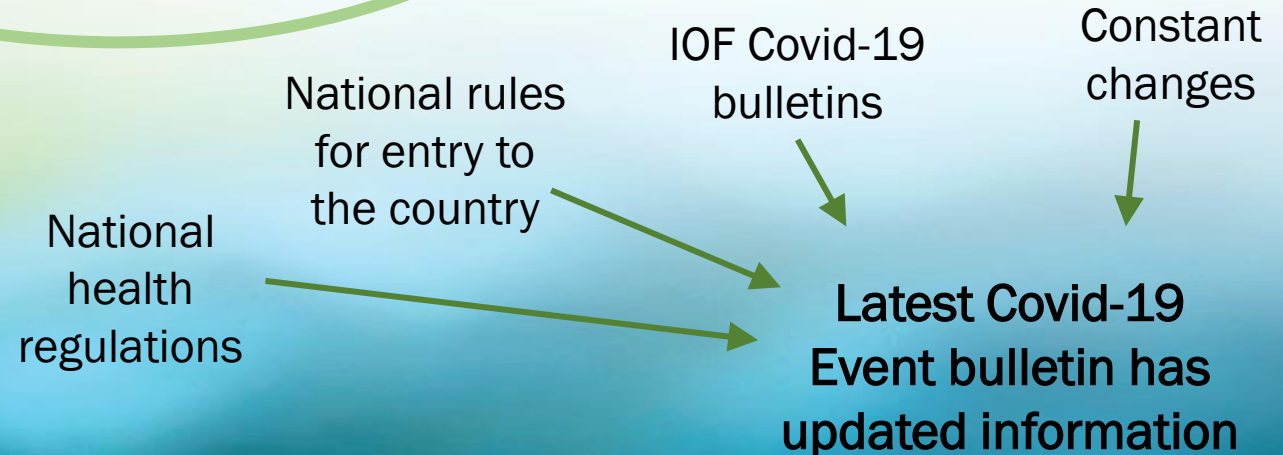 National
health
regulations
National rules
for entry to
the country
IOF Covid-19
bulletins
Constant
changes
Latest Covid-19
Event bulletin has
updated information